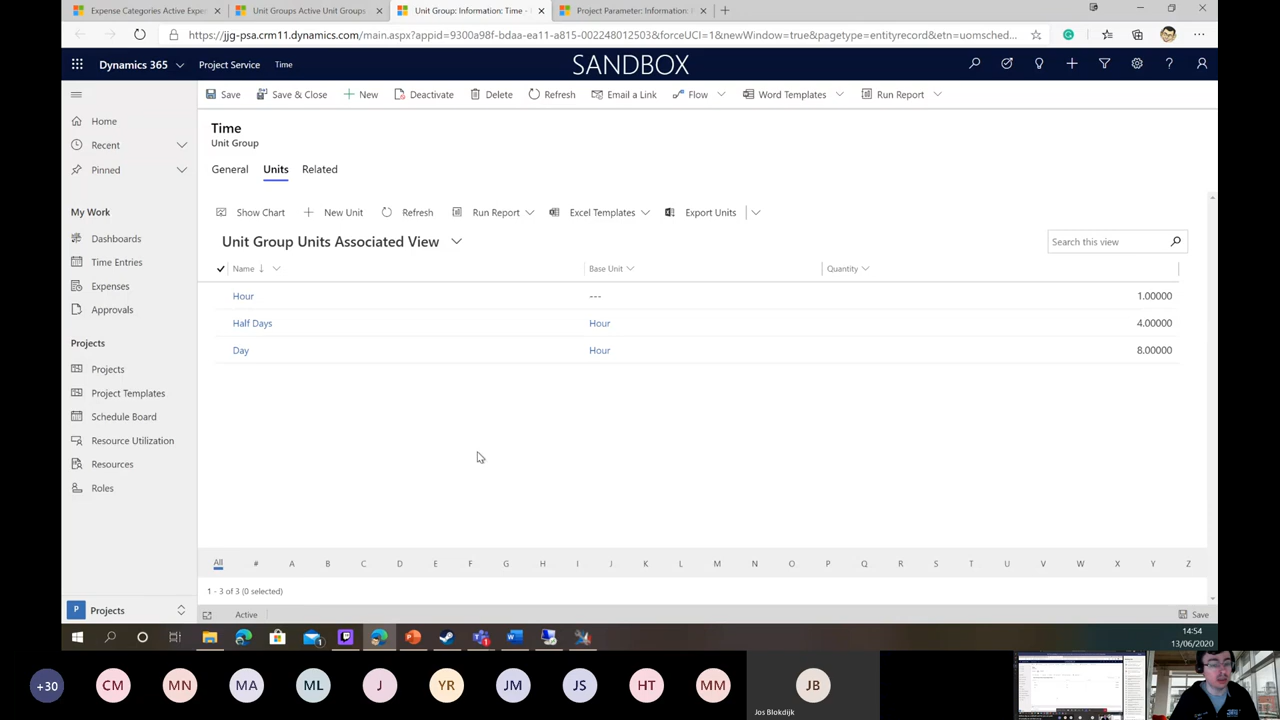 Expense Categories Active Expen
Unit Groups Active Unit Groups
Unit Group: Information: Time -
Project Parameter: Information: P
https://jjg-psa.crm11.dynamics.com/main.aspx?appid=930a98f-bdaa-ea11-a815-002248012503&forceUCI=1&newWindow=true&pagetype=entityrecord&etn=uomsched...
Dynamics 365
Project Service
Time
SANDBOX
Save
Save & Close
New
Deactivate
Delete
Refresh
Email a Link
Flow
Word Templates
Run Report
Home
Recent
Pinned
My Work
Dashboards
Time Entries
Expenses
Approvals
Projects
Projects
Project Templates
Schedule Board
Resource Utilization
Resources
Roles
P Projects
Time
Unit Group
General Units Related
Show Chart
New Unit
Refresh
Run Report
Excel Templates
Export Units
Unit Group Units Associated View
Search this view
Name ↓ Base Unit Quantity
Hour --- 1.00000
Half Days Hour 4.00000
Day Hour 8.00000
All # A B C D E F G H I J K L M N O P Q R S T U V W X Y Z
1 - 3 of 3 (0 selected)
Active
Save
14:54
13/06/2020
+30 CM MN MA ML J R JM JS HT JB
Jos Blokdijk